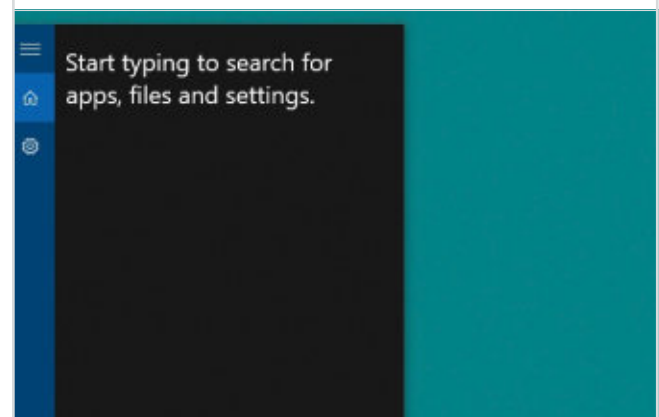 Start typing to search for
apps, files and settings.